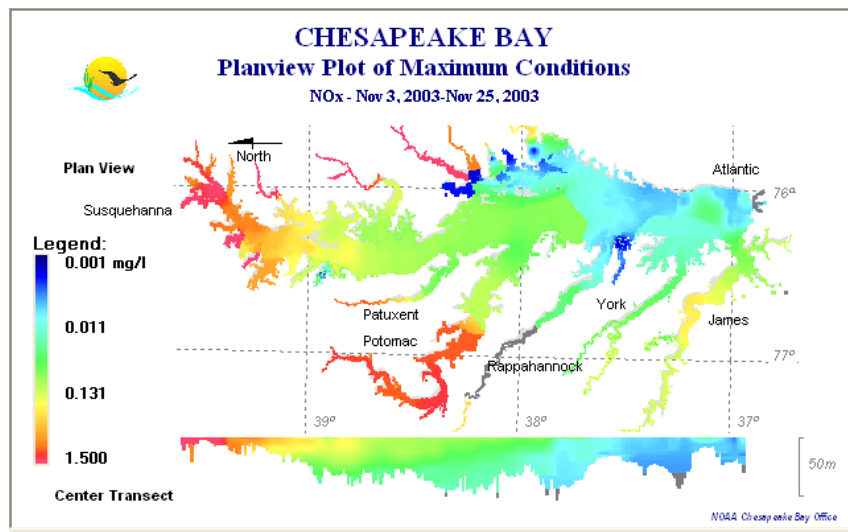 CHESAPEAKE BAY
Planview Plot of Maximum Conditions
NOx - Nov 3, 2003-Nov 25, 2003
North
Plan View
Atlantic
76º
Susquehanna
Legend:
0.001 mg/l
0.011
0.131
1.500
Patuxent
York
James
Potomac
Rappahannock
77º
39º
38º
37º
50m
Center Transect
NOAA Chesapeake Bay Office